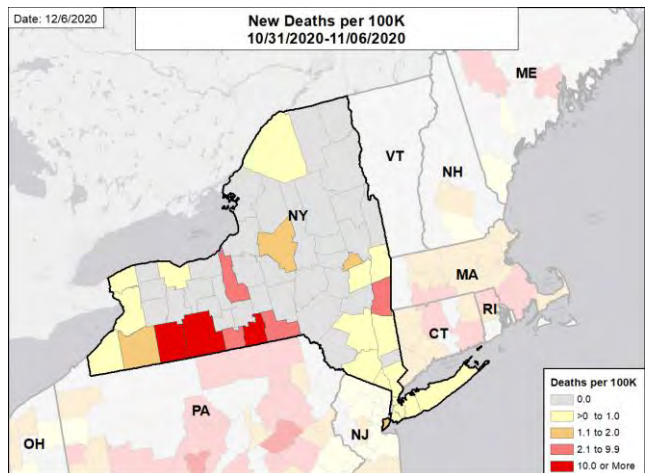 Date: 12/6/2020
New Deaths per 100K
10/31/2020-11/06/2020
ME
VT
NH
NY
MA
CT
RI
PA
NJ
OH
Deaths per 100K
0.0
>0 to 1.0
1.1 to 2.0
2.1 to 9.9
10.0 or More